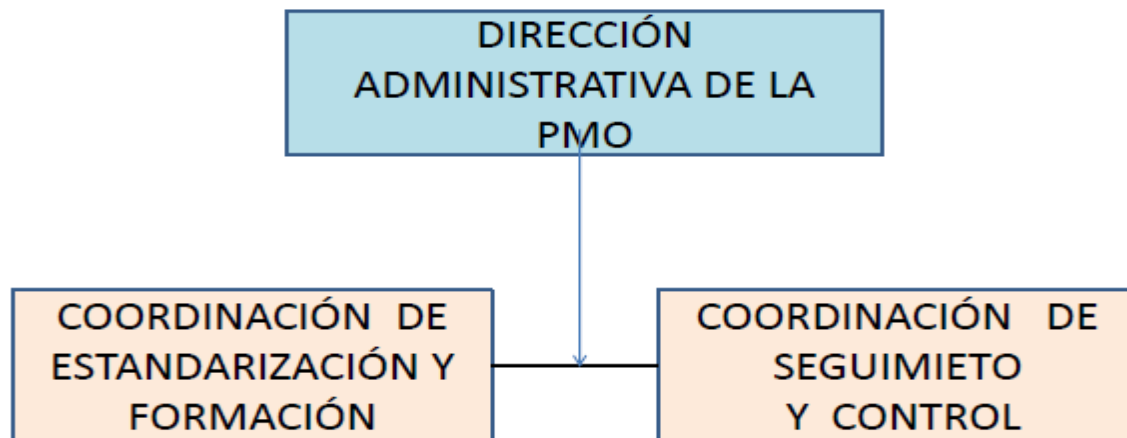 DIRECCIÓN
ADMINISTRATIVA DE LA
PMO
COORDINACIÓN DE
ESTANDARIZACIÓN Y
FORMACIÓN
COORDINACIÓN DE
SEGUIMIETO
Y CONTROL